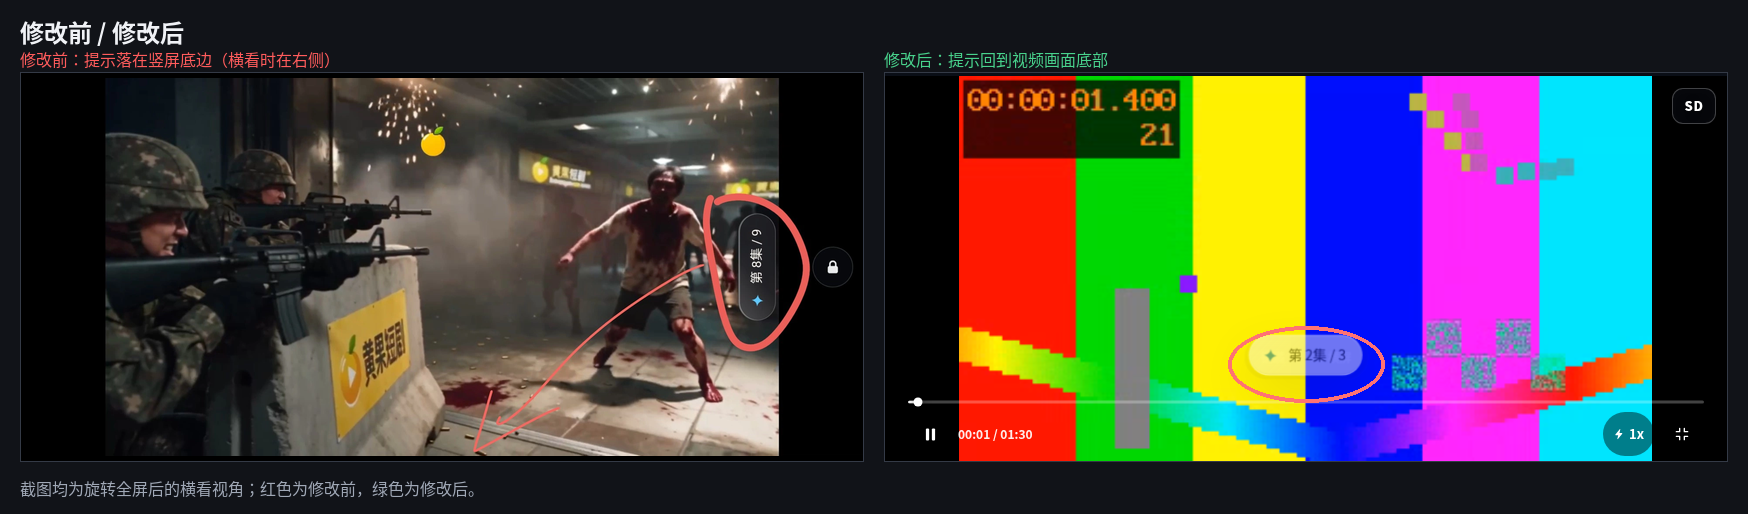 修改前 / 修改后
修改前：提示落在竖屏底边（横看时在右侧）
黄果短剧
第 8集 / 9
黄果短剧
修改后：提示回到视频画面底部
00:00:01.400
21
SD
第 2集 / 3
00:01 / 01:30
1x
截图均为旋转全屏后的横看视角；红色为修改前，绿色为修改后。